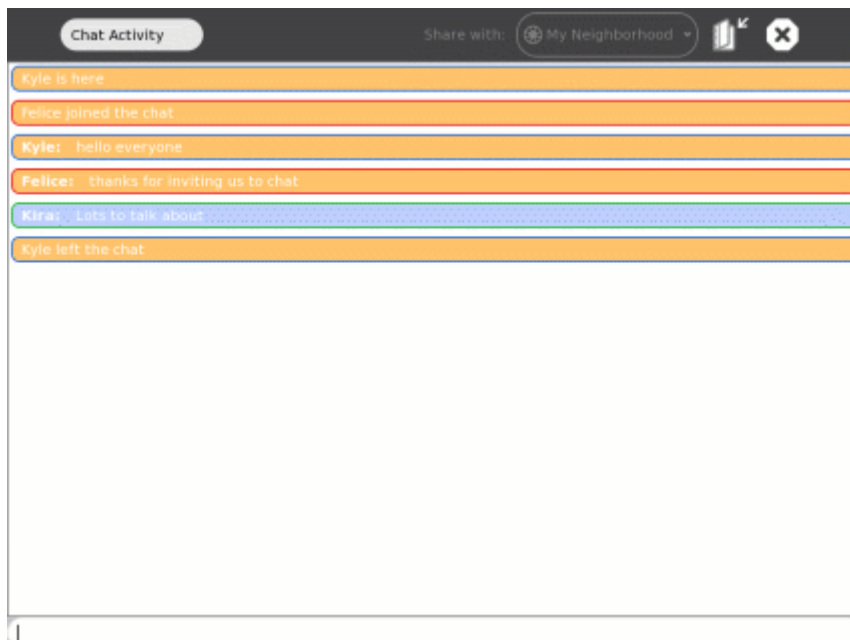 Chat Activity
Share with: My Neighborhood
Kyle is here
Felice joined the chat
Kyle: hello everyone
Felice: thanks for inviting us to chat
Kira: Lots to talk about
Kyle left the chat